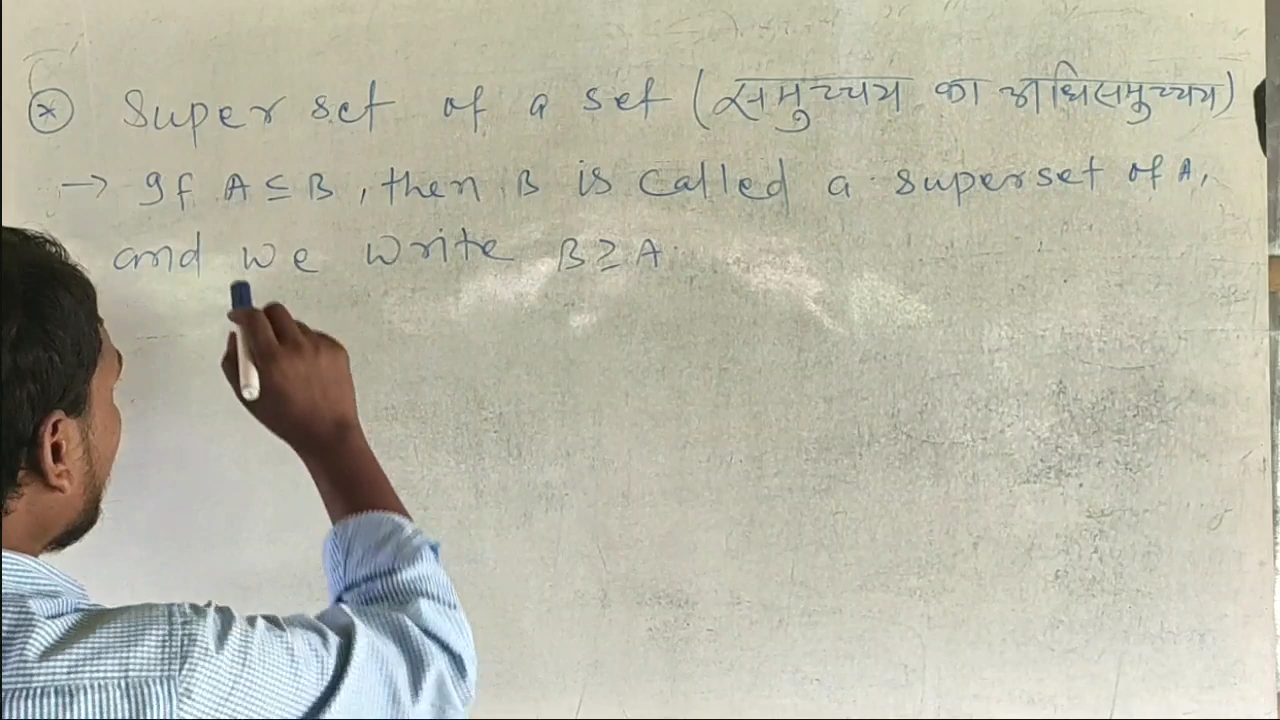 * Super set of a set (समुच्चय का अधिसमुच्चय)
→ If A ⊆ B, then B is called a superset of A,
and we write B ⊇ A.